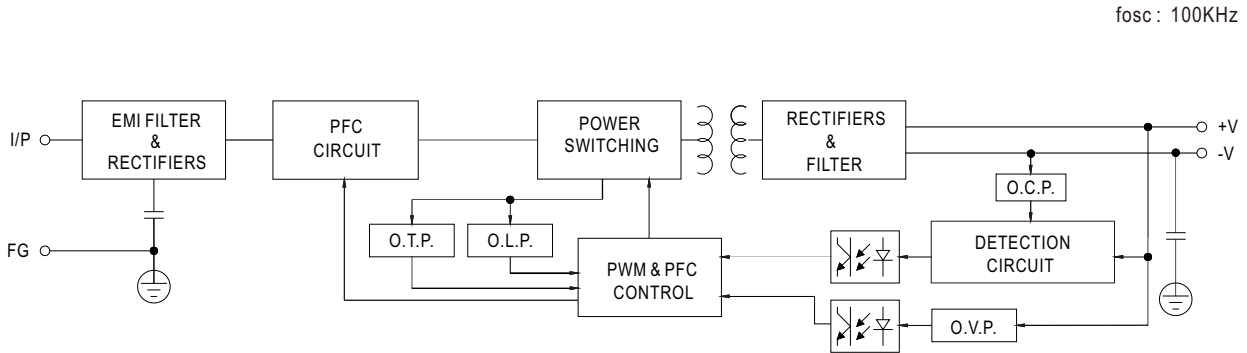 fosc : 100KHz
I/P
EMI FILTER
&
RECTIFIERS
PFC
CIRCUIT
POWER
SWITCHING
RECTIFIERS
&
FILTER
+V
-V
O.C.P.
FG
O.T.P.
O.L.P.
PWM & PFC
CONTROL
DETECTION
CIRCUIT
O.V.P.